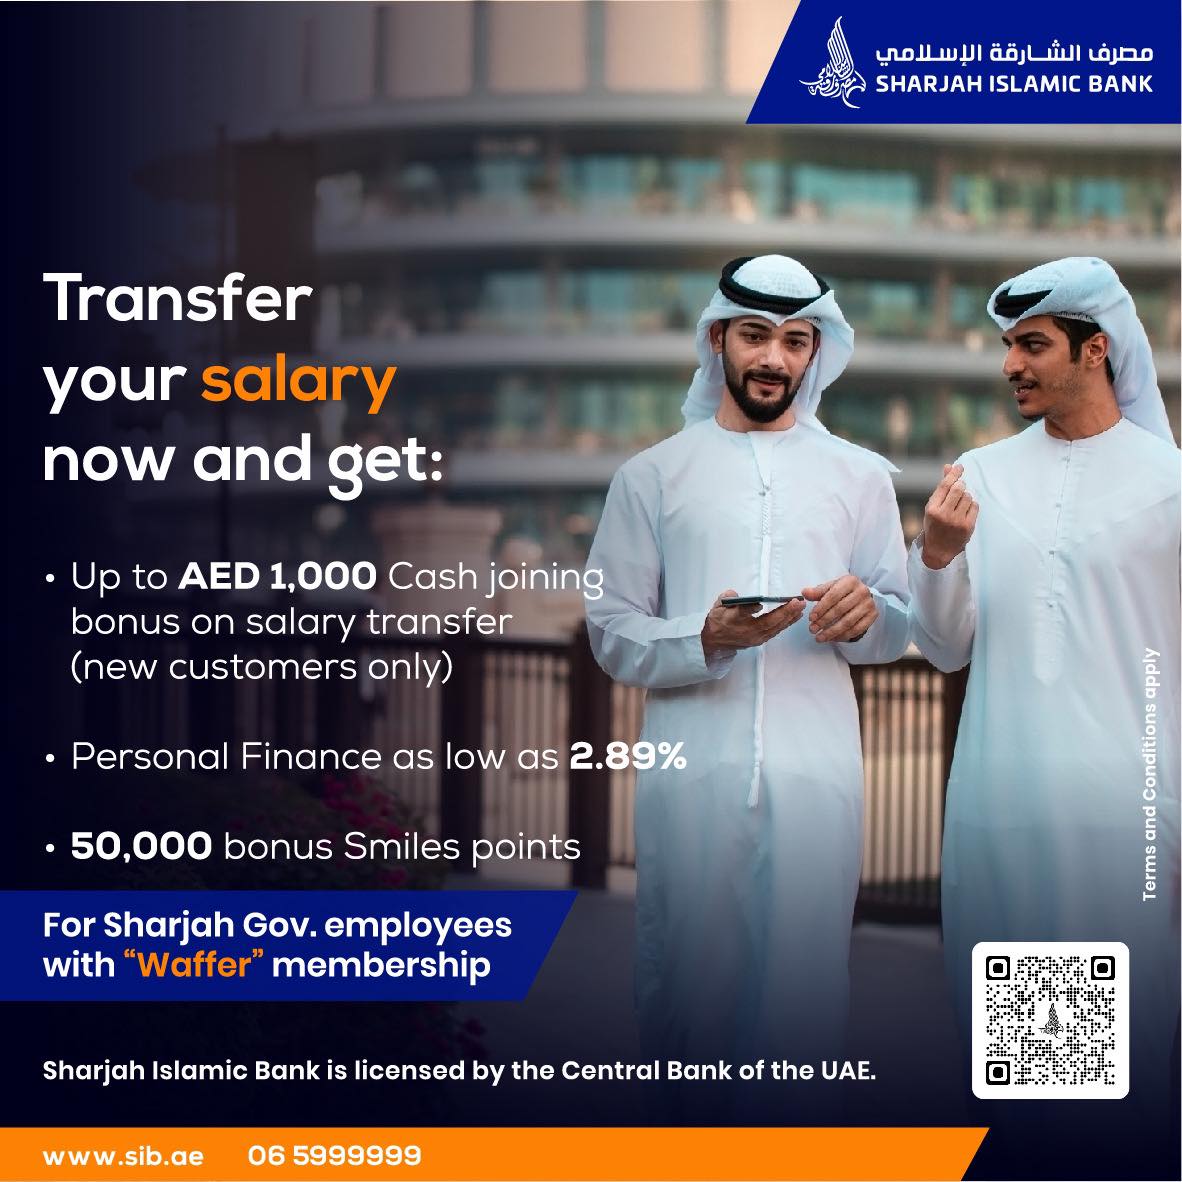 مصرف الشارقة الإسلامي
SHARJAH ISLAMIC BANK
Transfer
your salary
now and get:
• Up to AED 1,000 Cash joining
bonus on salary transfer
(new customers only)
• Personal Finance as low as 2.89%
• 50,000 bonus Smiles points
For Sharjah Gov. employees
with “Waffer” membership
Terms and Conditions apply
Sharjah Islamic Bank is licensed by the Central Bank of the UAE.
www.sib.ae 06 5999999